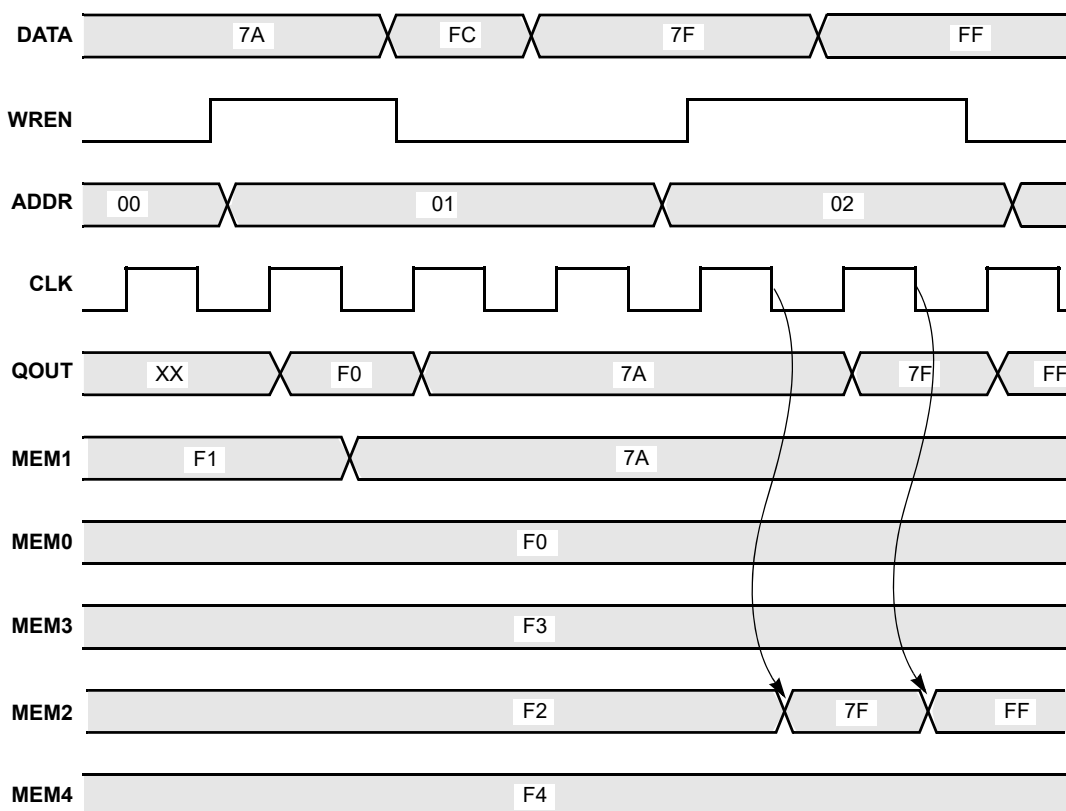 DATA 7A FC 7F FF
WREN
ADDR 00 01 02
CLK
QOUT XX F0 7A 7F FF
MEM1 F1 7A
MEM0 F0
MEM3 F3
MEM2 F2 7F FF
MEM4 F4